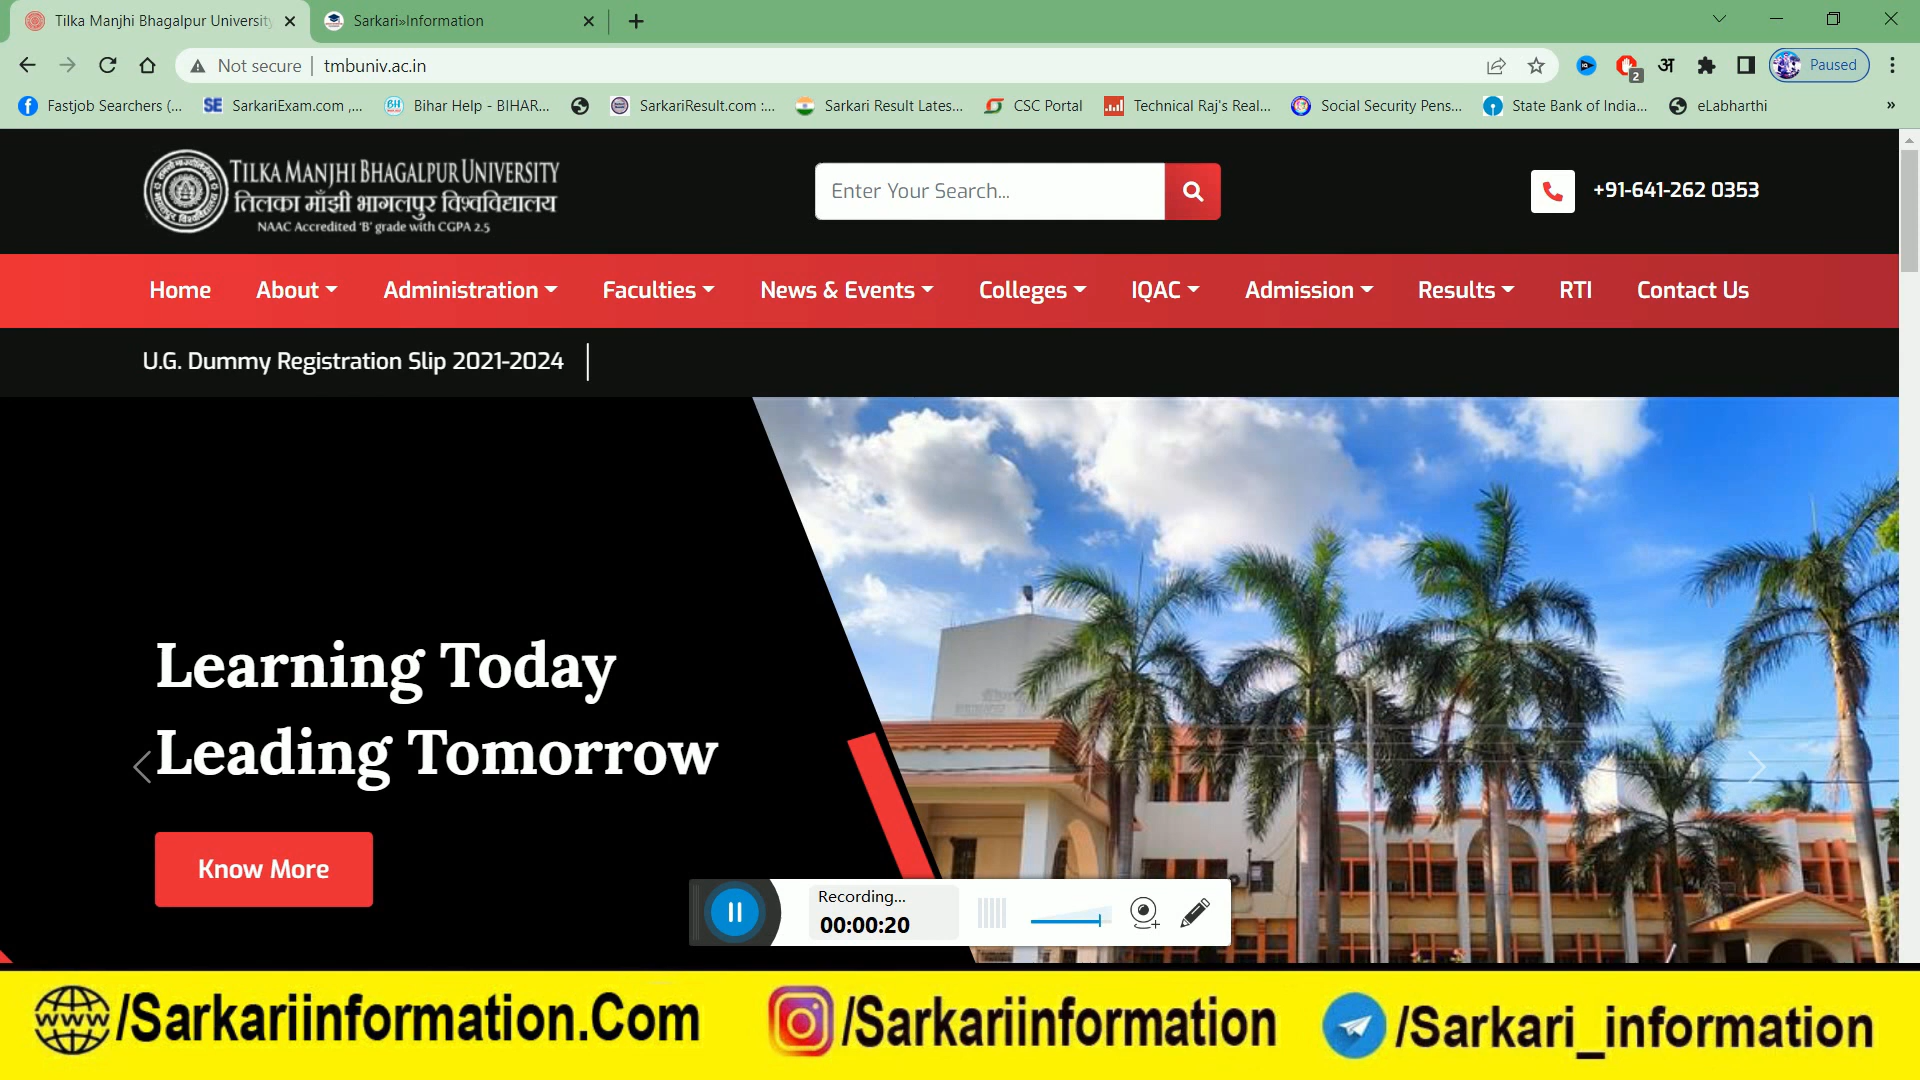 Tilka Manjhi Bhagalpur University
Sarkari»Information
Not secure
tmbuniv.ac.in
2
अ
Paused
Fastjob Searchers (...
SE SarkariExam.com ,...
BH Bihar Help - BIHAR...
SarkariResult.com :...
Sarkari Result Lates...
CSC Portal
Technical Raj's Real...
Social Security Pens...
State Bank of India...
eLabharthi
»
TILKA MANJHI BHAGALPUR UNIVERSITY
तिलका माँझी भागलपुर विश्वविद्यालय
NAAC Accredited 'B' grade with CGPA 2.5
Enter Your Search...
+91-641-262 0353
Home About Administration Faculties News & Events Colleges IQAC Admission Results RTI Contact Us
U.G. Dummy Registration Slip 2021-2024
Learning Today
Leading Tomorrow
Know More
Recording...
00:00:20
www /Sarkariinformation.Com
/Sarkariinformation
/Sarkari_information